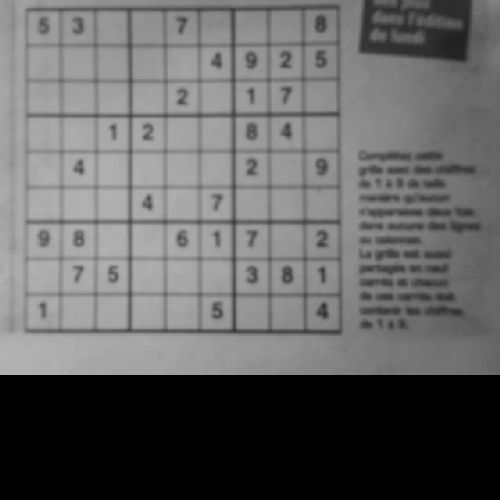 5 3 7 8
4 9 2 5
2 1 7
1 2 8 4
4 2 9
4 7
9 8 6 1 7 2
7 5 3 8 1
1 5 4
dans l'édition
de lundi
Complétez cette
grille avec des chiffres
de 1 à 9 de telle
manière qu'aucun
n'apparaisse deux fois
dans aucune des lignes
ou colonnes.
La grille est aussi
partagée en neuf
carrés et chacun
de ces carrés doit
contenir les chiffres
de 1 à 9.